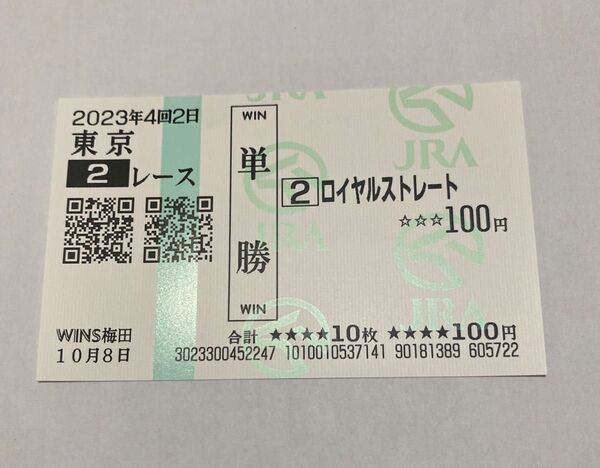 2023年4回2日
東京
2レース
WINS梅田
10月8日
WIN
単勝
WIN
2 ロイヤルストレート
☆☆☆100円
合計 ★★★★10枚 ★★★★100円
3023300452247 1010010537141 90181389 605722
JRA
JRA
JRA
JRA